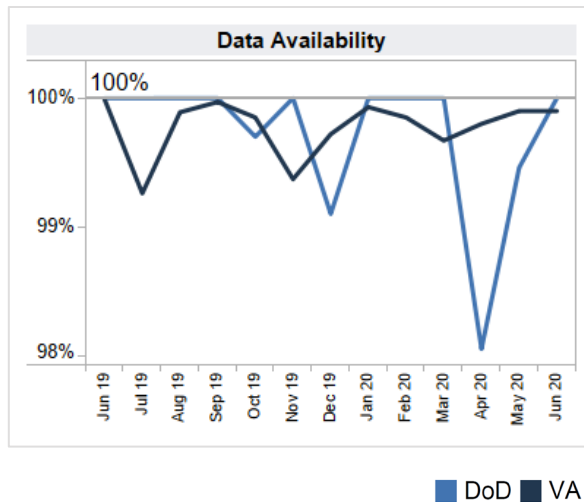 Data Availability
100%
100%
99%
98%
Jun 19
Jul 19
Aug 19
Sep 19
Oct 19
Nov 19
Dec 19
Jan 20
Feb 20
Mar 20
Apr 20
May 20
Jun 20
DoD VA